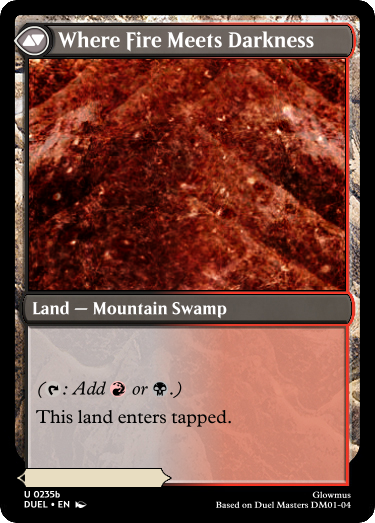 Where Fire Meets Darkness
Land — Mountain Swamp
(: Add or .)
This land enters tapped.
U 0235b
DUEL • EN
Glowmus
Based on Duel Masters DM01-04